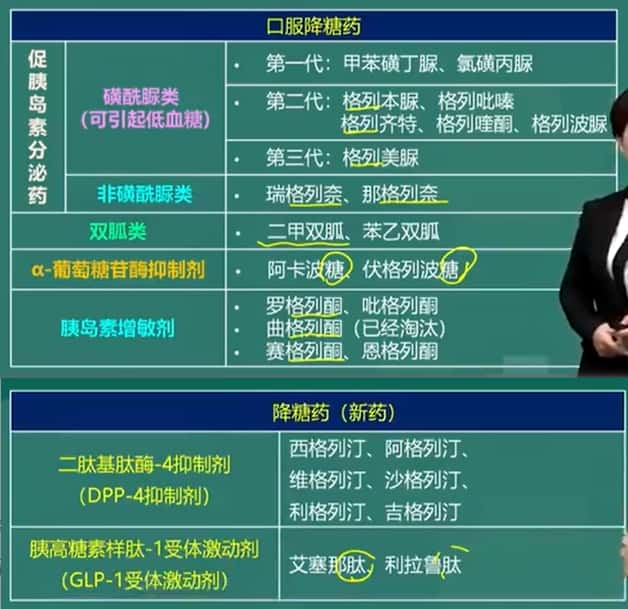 口服降糖药
促胰岛素分泌药
磺酰脲类
(可引起低血糖)
• 第一代：甲苯磺丁脲、氯磺丙脲
• 第二代：格列本脲、格列吡嗪
格列齐特、格列喹酮、格列波脲
• 第三代：格列美脲
非磺酰脲类
• 瑞格列奈、那格列奈
双胍类
• 二甲双胍、苯乙双胍
α-葡萄糖苷酶抑制剂
• 阿卡波糖、伏格列波糖
胰岛素增敏剂
• 罗格列酮、吡格列酮
• 曲格列酮（已经淘汰）
• 赛格列酮、恩格列酮
降糖药（新药）
二肽基肽酶-4抑制剂
（DPP-4抑制剂）
西格列汀、阿格列汀、
维格列汀、沙格列汀、
利格列汀、吉格列汀
胰高糖素样肽-1受体激动剂
（GLP-1受体激动剂）
艾塞那肽、利拉鲁肽